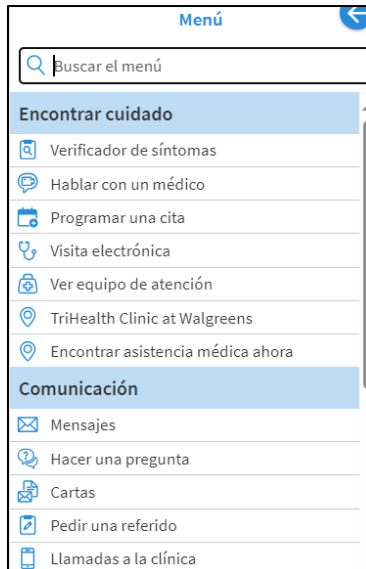 Menú
Buscar el menú
Encontrar cuidado
Verificador de síntomas
Hablar con un médico
Programar una cita
Visita electrónica
Ver equipo de atención
TriHealth Clinic at Walgreens
Encontrar asistencia médica ahora
Comunicación
Mensajes
Hacer una pregunta
Cartas
Pedir una referido
Llamadas a la clínica